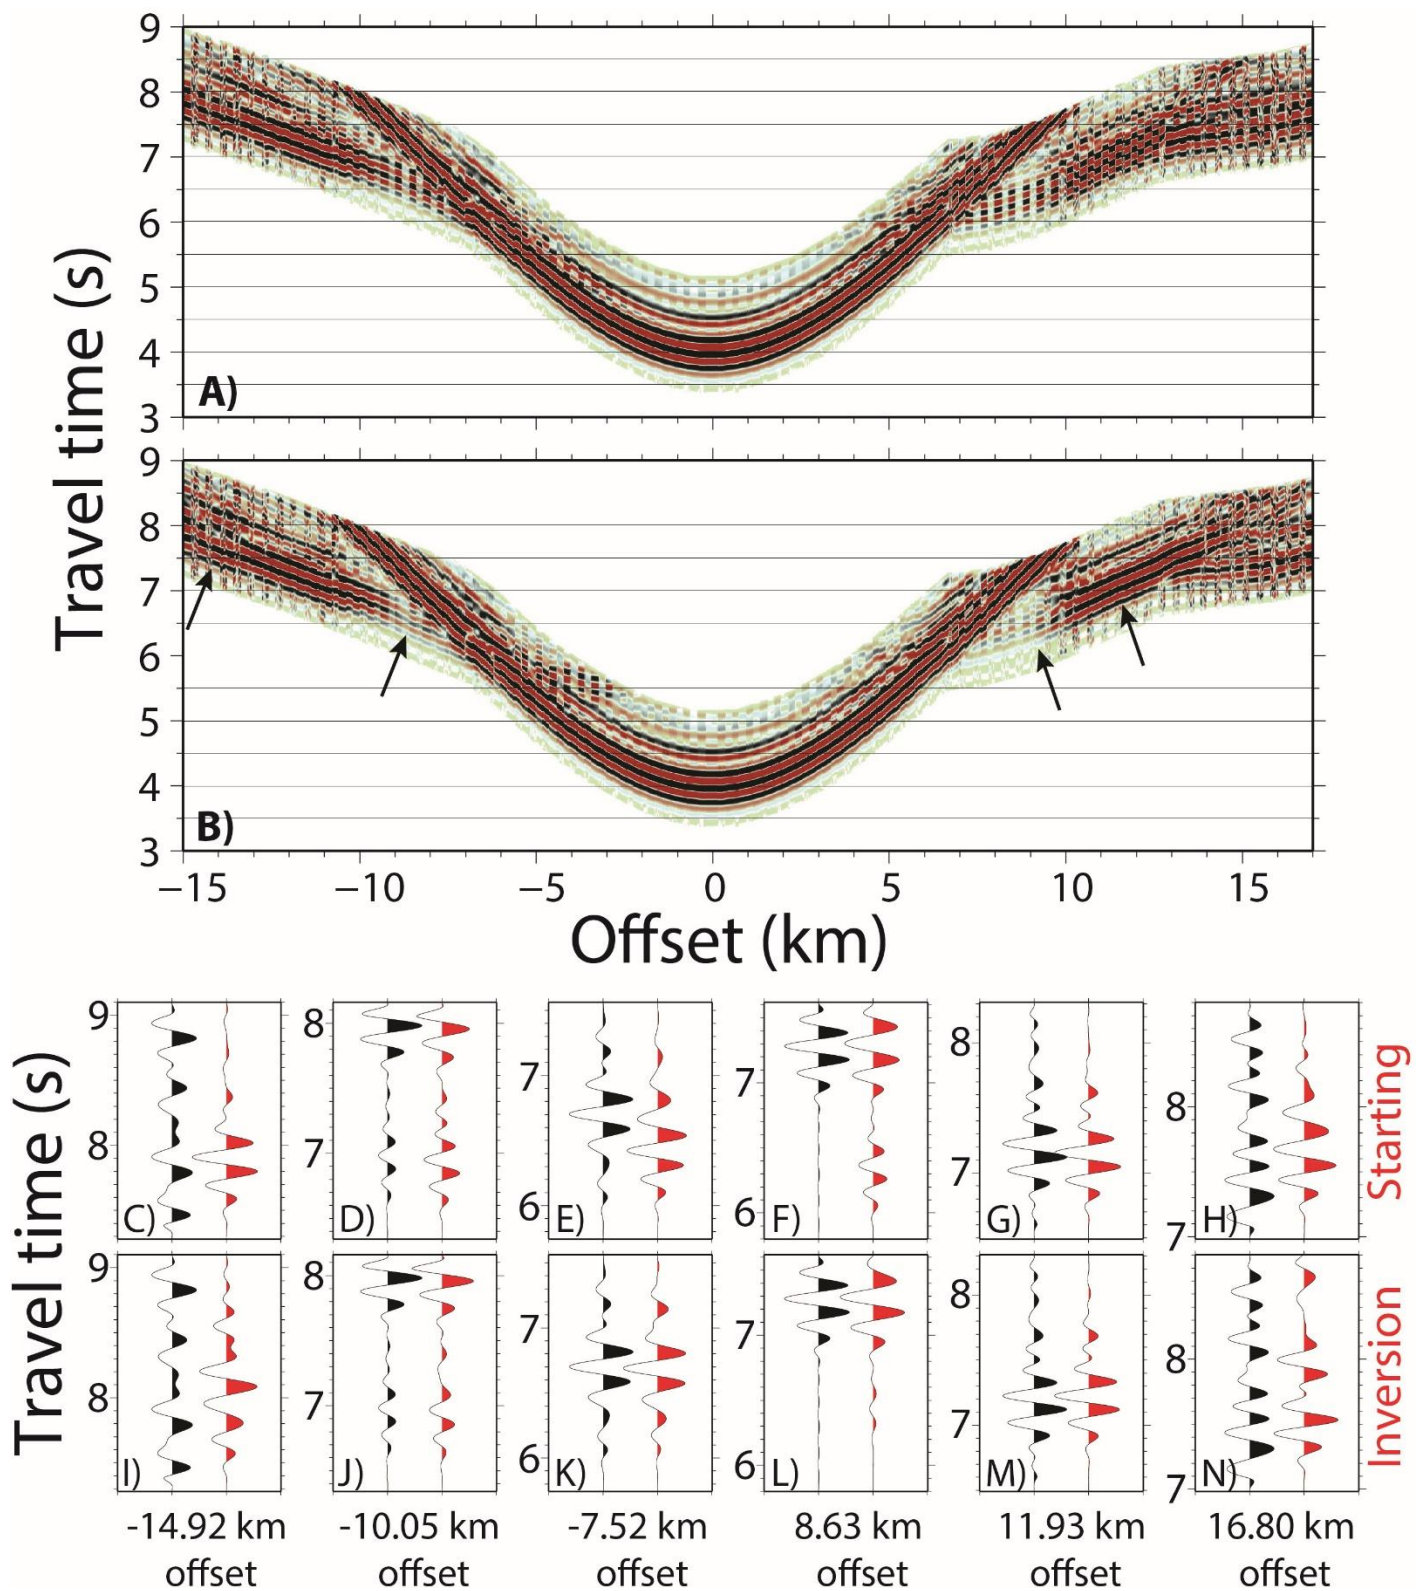 9
8
7
6
5
4
3
A)
Travel time (s)
9
8
7
6
5
4
3
B)
−15 −10 −5 0 5 10 15
Offset (km)
Travel time (s)
9
8
C)
8
7
D)
7
6
E)
7
6
F)
8
7
G)
8
7
H)
Starting
9
8
I)
8
7
J)
7
6
K)
7
6
L)
8
7
M)
8
7
N)
Inversion
-14.92 km -10.05 km -7.52 km 8.63 km 11.93 km 16.80 km
offset offset offset offset offset offset